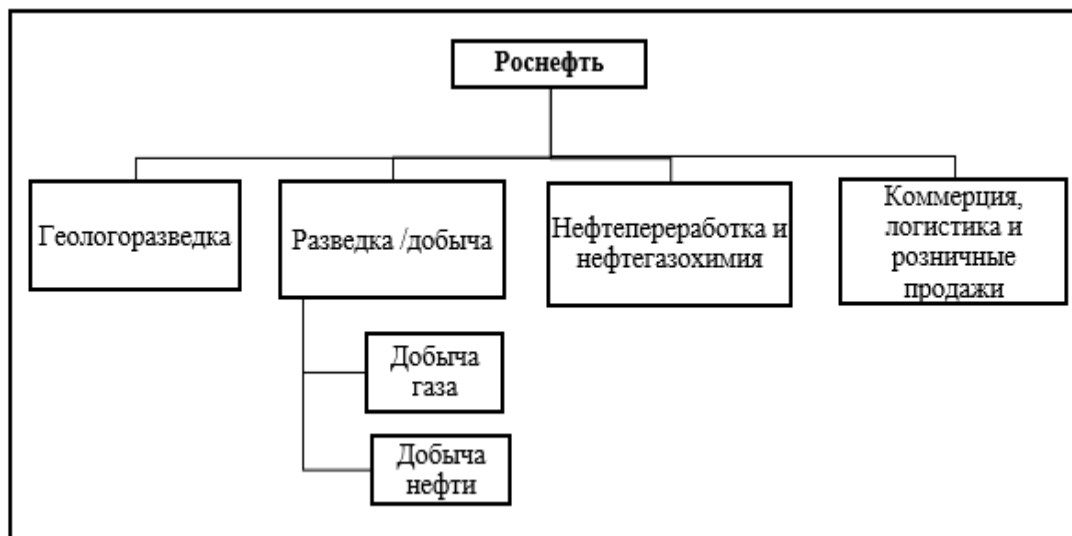 Роснефть
Геологоразведка
Разведка /добыча
Нефтепереработка и
нефтегазохимия
Коммерция,
логистика и
розничные
продажи
Добыча
газа
Добыча
нефти